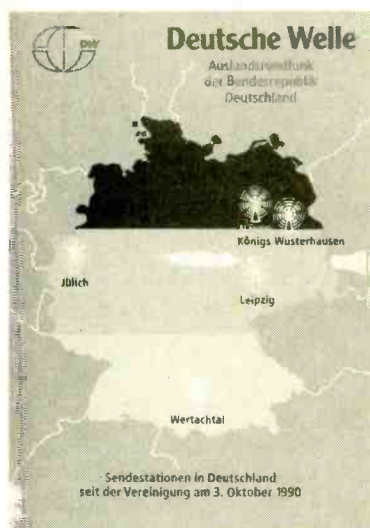 DW
Deutsche Welle
Auslandsrundfunk
der Bundesrepublik
Deutschland
Königs Wusterhausen
Jülich
Leipzig
Wertachtal
Sendestationen in Deutschland
seit der Vereinigung am 3. Oktober 1990